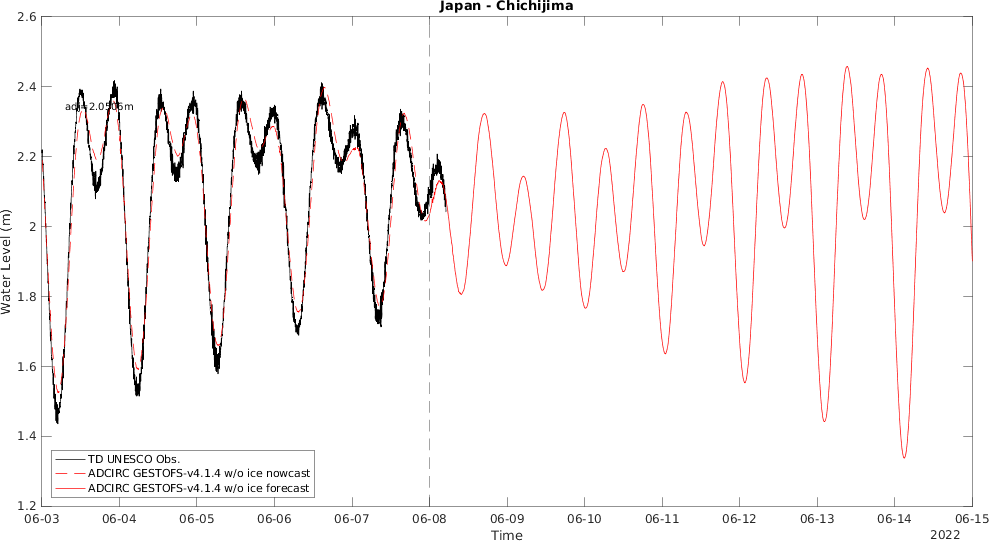 Japan - Chichijima
2.6
2.4
2.2
2
1.8
1.6
1.4
1.2
Water Level (m)
adj=2.0506m
TD UNESCO Obs.
ADCIRC GESTOFS-v4.1.4 w/o ice nowcast
ADCIRC GESTOFS-v4.1.4 w/o ice forecast
06-03 06-04 06-05 06-06 06-07 06-08 06-09 06-10 06-11 06-12 06-13 06-14 06-15
Time
2022